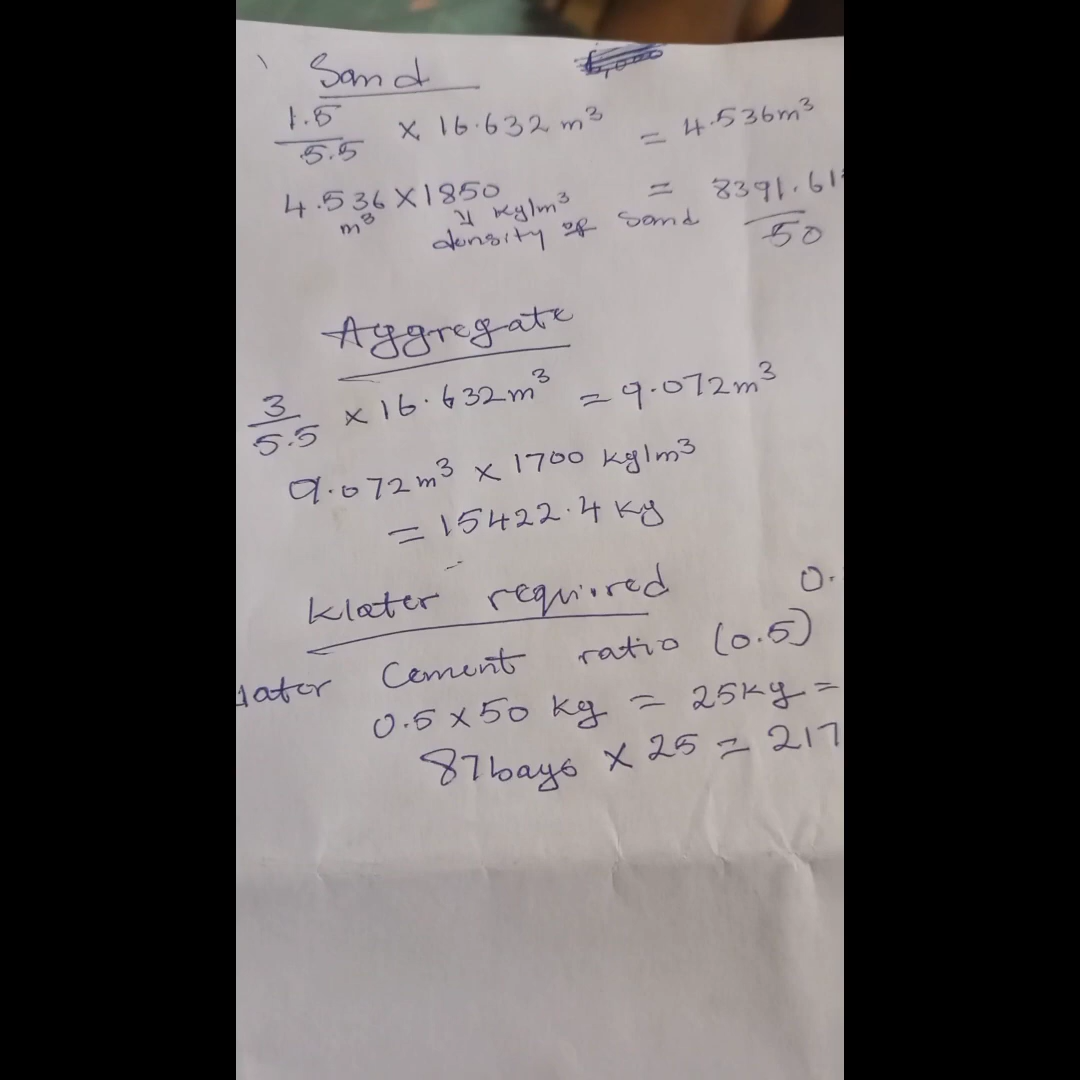 Sand
1.5
5.5
× 16.632 m³ = 4.536m³
4.536 × 1850 = 8391.61
m³ kg/m³
density of sand 50
Aggregate
3
5.5
× 16.632m³ = 9.072m³
9.072m³ × 1700 kg/m³
= 15422.4 kg
Water required 0.
Water Cement ratio (0.5)
0.5 × 50 kg = 25kg =
87bags × 25 = 217